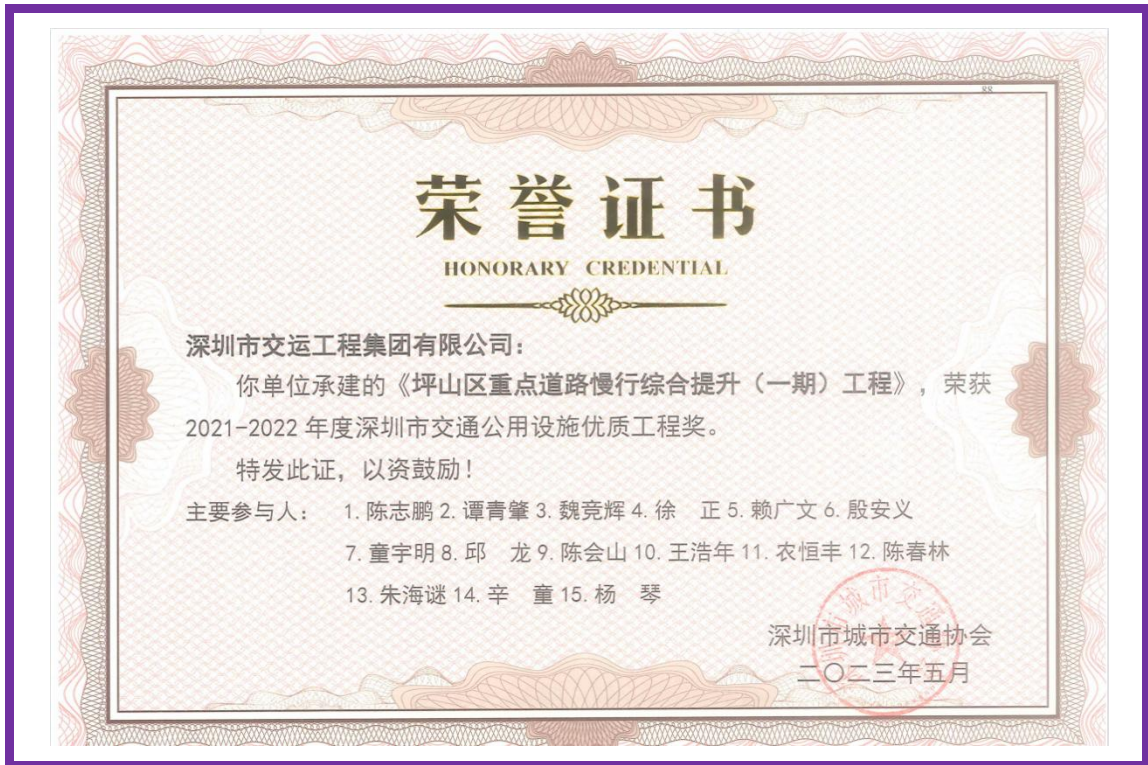 荣誉证书
HONORARY CREDENTIAL
深圳市交运工程集团有限公司：
你单位承建的《坪山区重点道路慢行综合提升（一期）工程》，荣获
2021-2022 年度深圳市交通公用设施优质工程奖。
特发此证，以资鼓励！
主要参与人： 1. 陈志鹏 2. 谭青肇 3. 魏竞辉 4. 徐　正 5. 赖广文 6. 殷安义
7. 童宇明 8. 邱　龙 9. 陈会山 10. 王浩年 11. 农恒丰 12. 陈春林
13. 朱海谜 14. 辛　童 15. 杨　琴
深圳市城市交通协会
二〇二三年五月